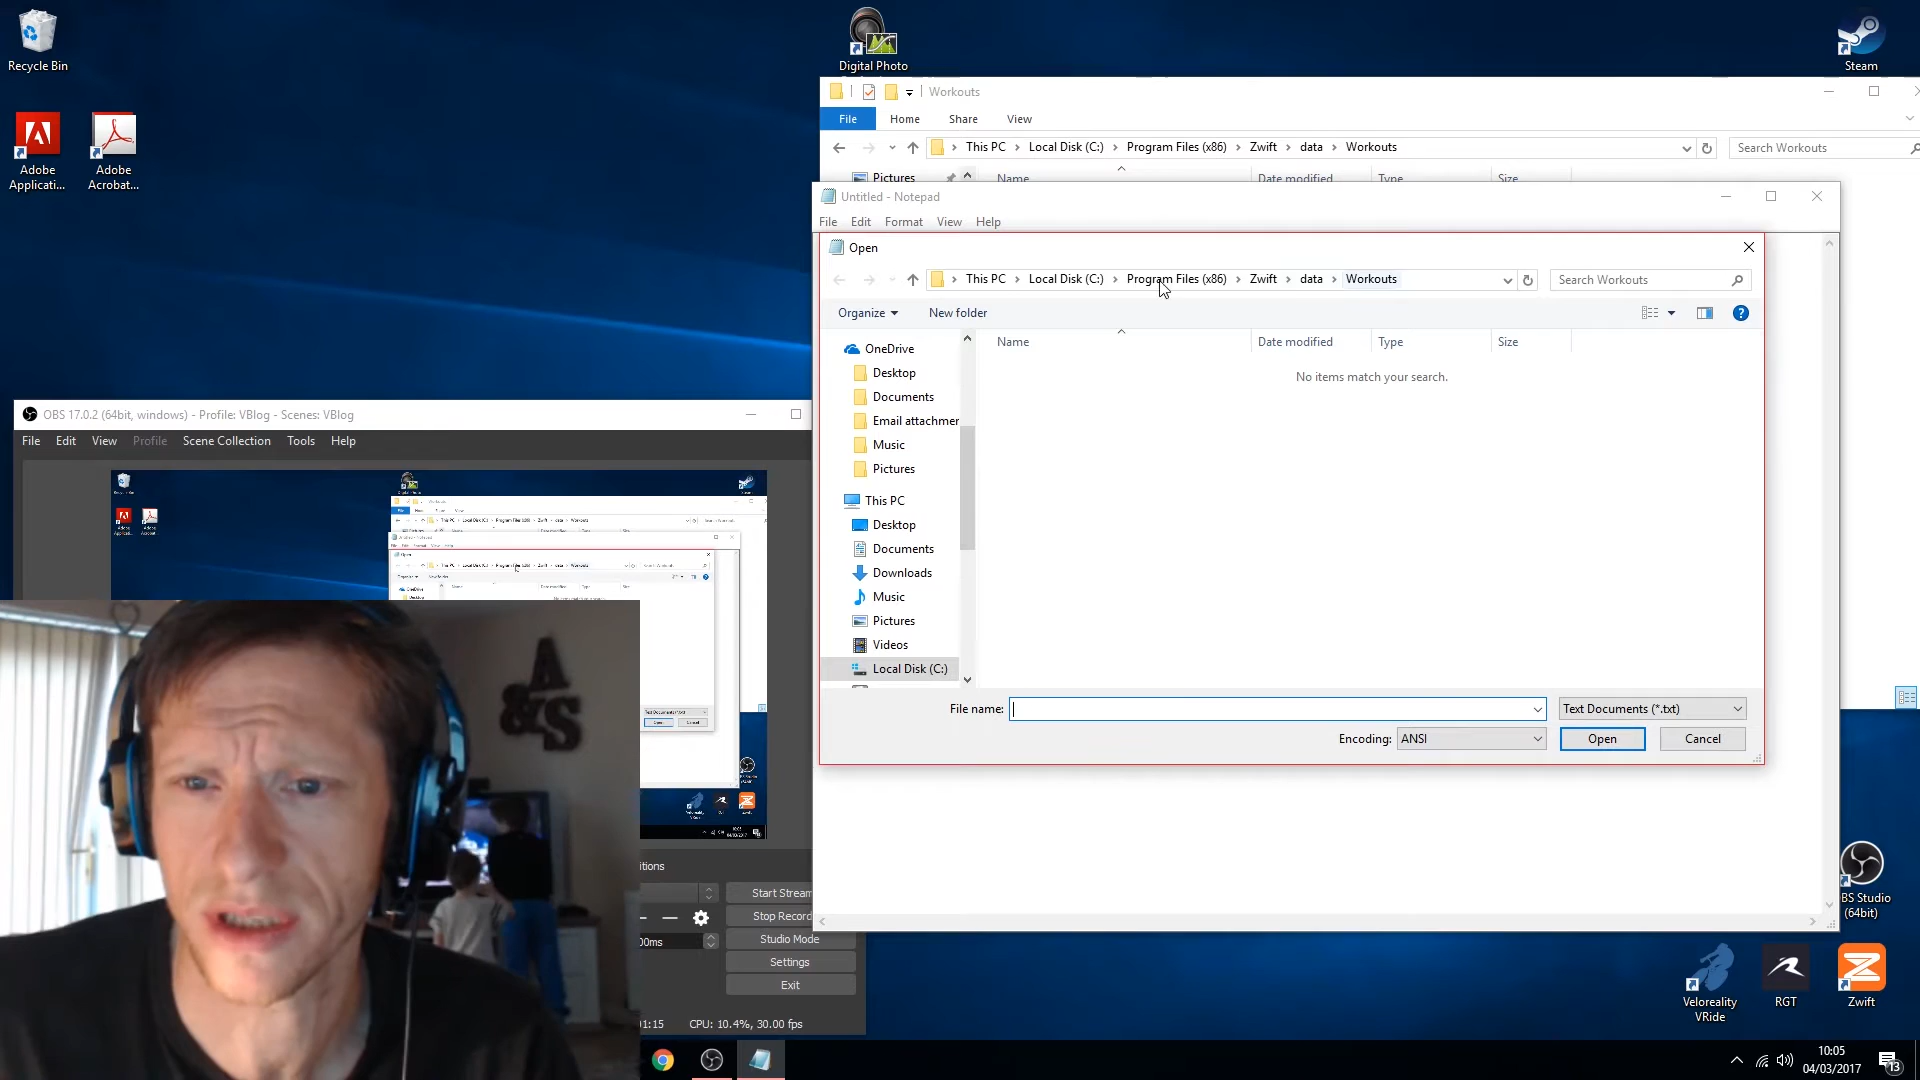 Recycle Bin
Adobe
Applicati...
Adobe
Acrobat...
Digital Photo
Steam
Workouts
File Home Share View
This PC > Local Disk (C:) > Program Files (x86) > Zwift > data > Workouts
Search Workouts
Pictures
Name Date modified Type Size
Untitled - Notepad
File Edit Format View Help
Open
This PC > Local Disk (C:) > Program Files (x86) > Zwift > data > Workouts
Search Workouts
Organize New folder
OneDrive
Desktop
Documents
Email attachmer
Music
Pictures
This PC
Desktop
Documents
Downloads
Music
Pictures
Videos
Local Disk (C:)
Name Date modified Type Size
No items match your search.
File name:
Text Documents (*.txt)
Encoding: ANSI
Open
Cancel
OBS 17.0.2 (64bit, windows) - Profile: VBlog - Scenes: VBlog
File Edit View Profile Scene Collection Tools Help
itions
Start Stream
Stop Record
00ms
Studio Mode
Settings
Exit
01:15 CPU: 10.4%, 30.00 fps
A
&
S
BS Studio
(64bit)
Veloreality
VRide
RGT
Zwift
10:05
04/03/2017
13